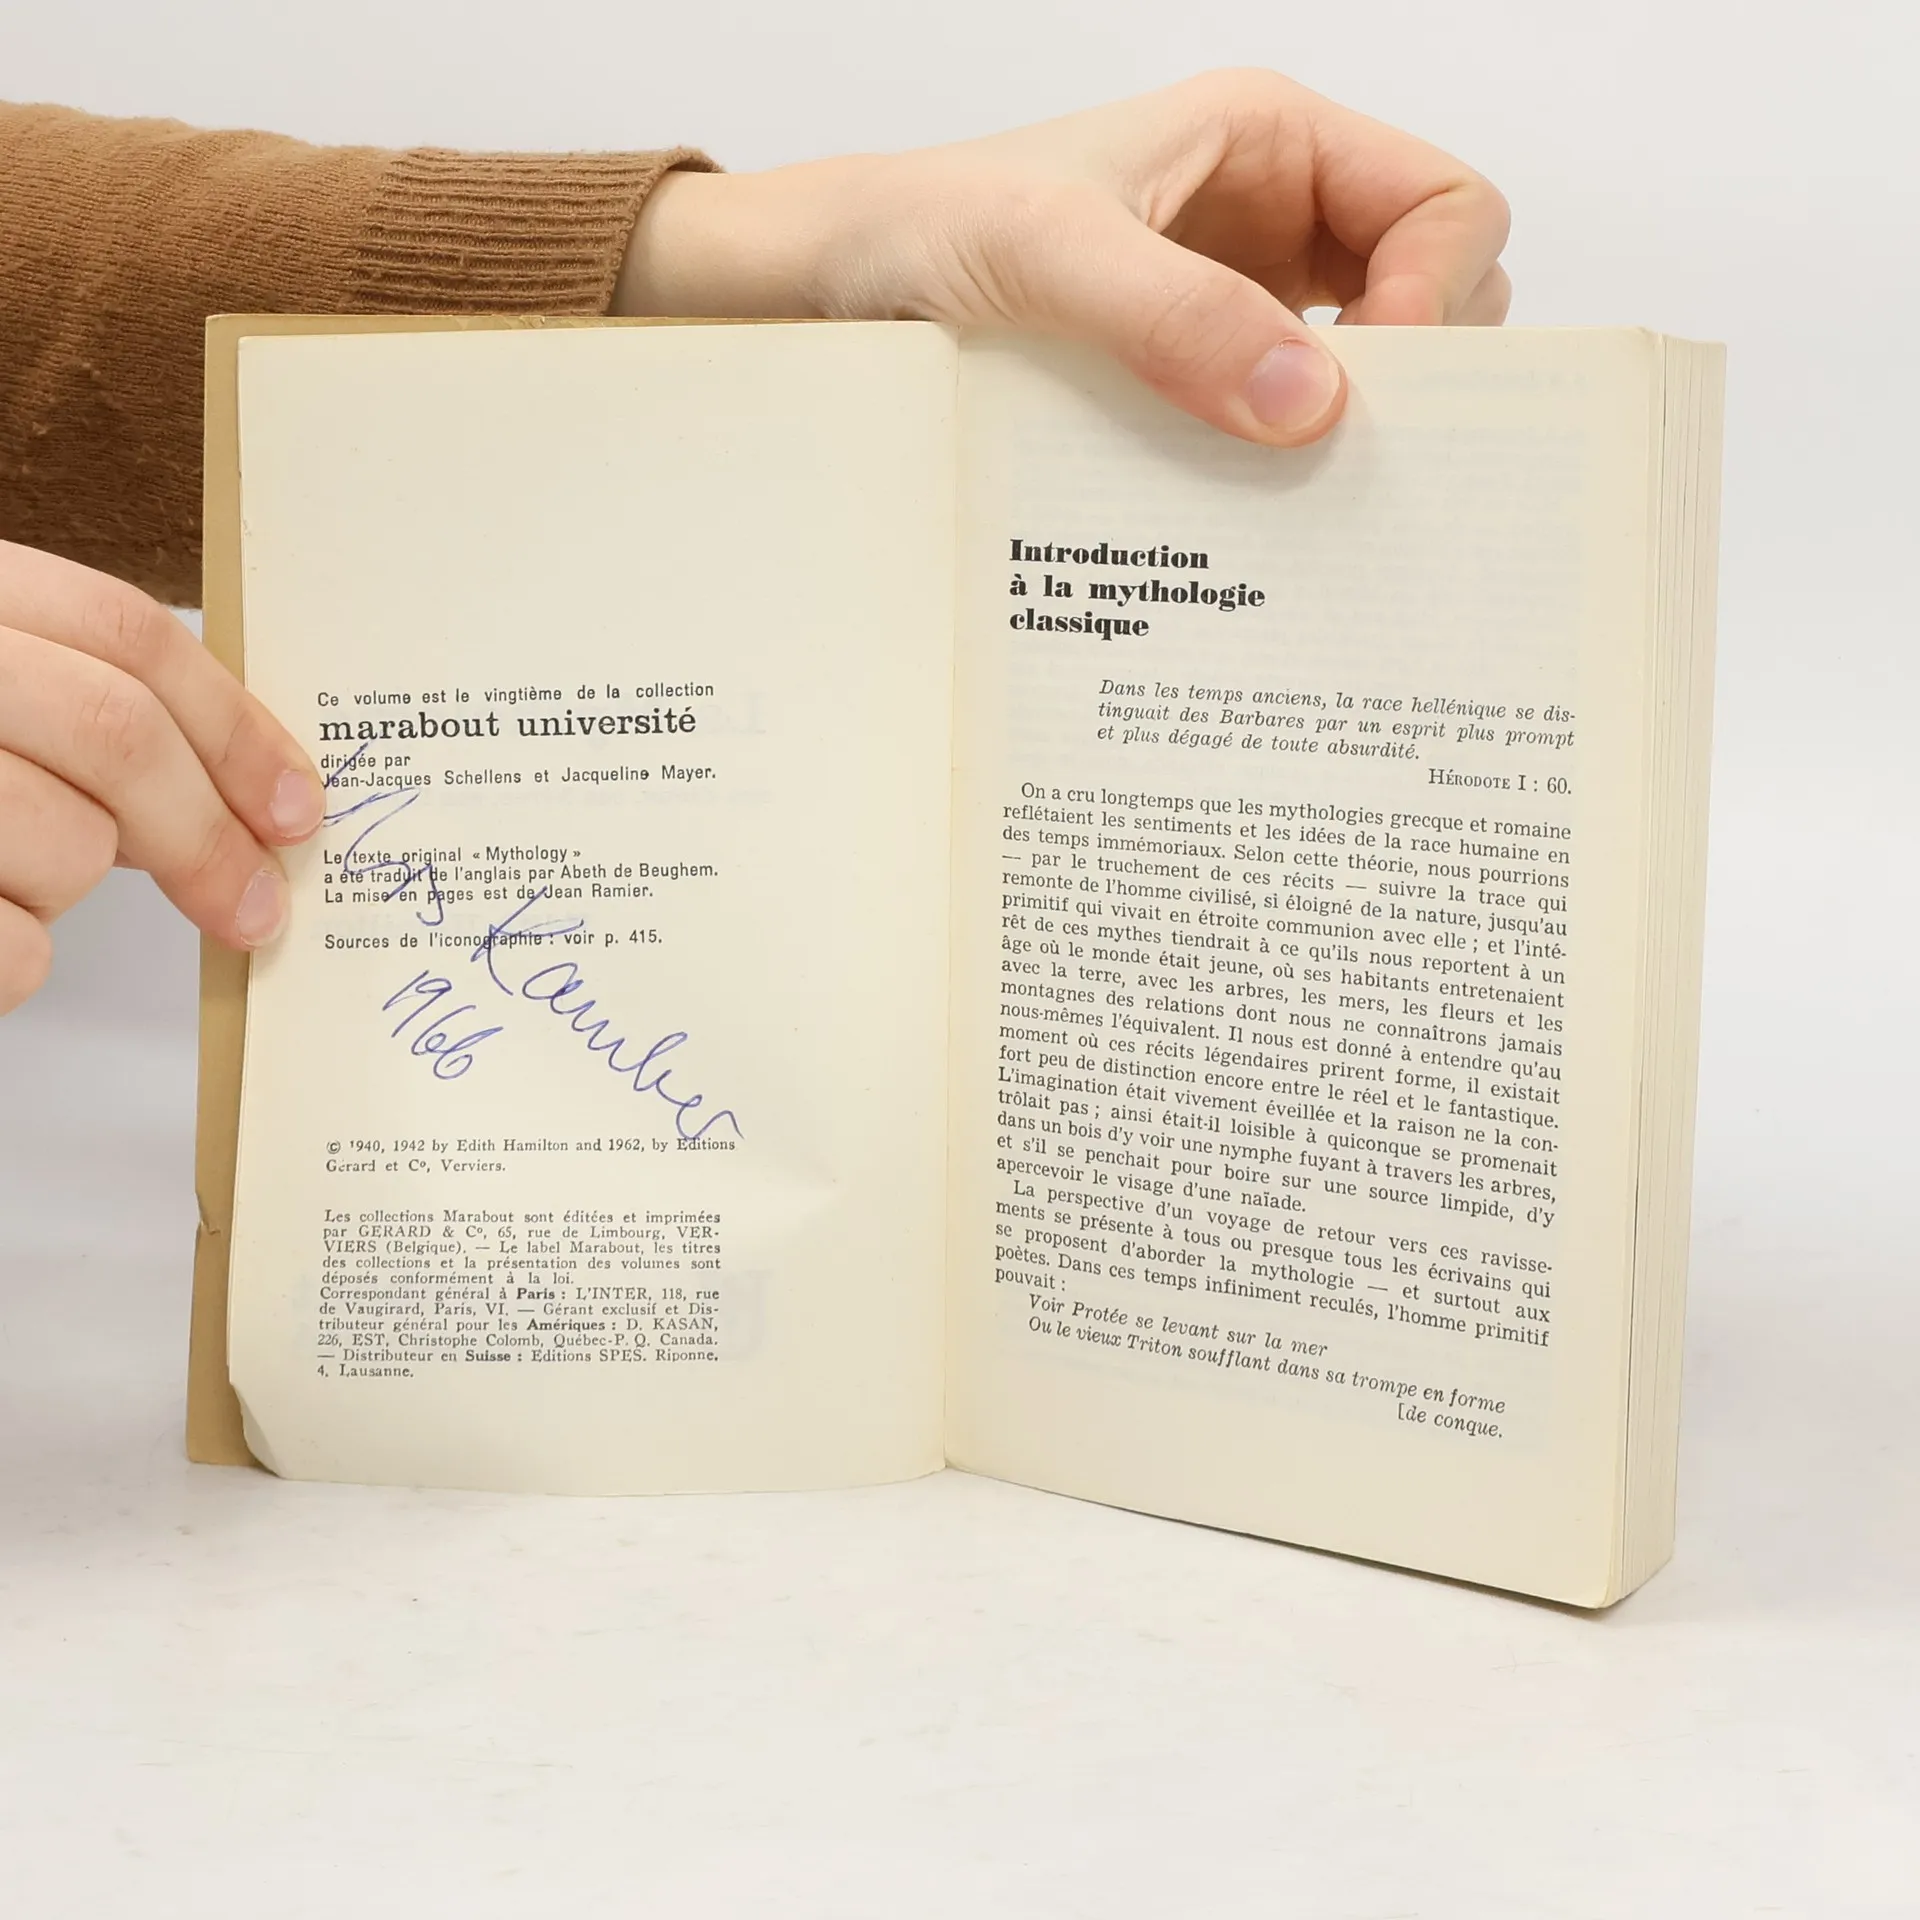 Ce volume est le vingtième de la collection
marabout université
dirigée par
Jean-Jacques Schellens et Jacqueline Mayer.
Le texte original « Mythology »
a été traduit de l'anglais par Abeth de Beughem.
La mise en pages est de Jean Ramier.
Sources de l'iconographie : voir p. 415.
1966
© 1940, 1942 by Edith Hamilton and 1962, by Editions
Gérard et Cº, Verviers.
Les collections Marabout sont éditées et imprimées
par GERARD & Cº, 65, rue de Limbourg, VER-
VIERS (Belgique). — Le label Marabout, les titres
des collections et la présentation des volumes sont
déposés conformément à la loi.
Correspondant général à Paris : L'INTER, 118, rue
de Vaugirard, Paris, VI. — Gérant exclusif et Dis-
tributeur général pour les Amériques : D. KASAN,
226, EST, Christophe Colomb, Québec-P. Q. Canada.
— Distributeur en Suisse : Editions SPES. Riponne,
4, Lausanne.
Introduction
à la mythologie
classique
Dans les temps anciens, la race hellénique se dis-
tinguait des Barbares par un esprit plus prompt
et plus dégagé de toute absurdité.
HÉRODOTE I : 60.
On a cru longtemps que les mythologies grecque et romaine
reflétaient les sentiments et les idées de la race humaine en
des temps immémoriaux. Selon cette théorie, nous pourrions
— par le truchement de ces récits — suivre la trace qui
remonte de l'homme civilisé, si éloigné de la nature, jusqu'au
primitif qui vivait en étroite communion avec elle ; et l'inté-
rêt de ces mythes tiendrait à ce qu'ils nous reportent à un
âge où le monde était jeune, où ses habitants entretenaient
avec la terre, avec les arbres, les mers, les fleurs et les
montagnes des relations dont nous ne connaîtrons jamais
nous-mêmes l'équivalent. Il nous est donné à entendre qu'au
moment où ces récits légendaires prirent forme, il existait
fort peu de distinction encore entre le réel et le fantastique.
L'imagination était vivement éveillée et la raison ne la con-
trôlait pas ; ainsi était-il loisible à quiconque se promenait
dans un bois d'y voir une nymphe fuyant à travers les arbres,
et s'il se penchait pour boire sur une source limpide, d'y
apercevoir le visage d'une naïade.
La perspective d'un voyage de retour vers ces ravisse-
ments se présente à tous ou presque tous les écrivains qui
se proposent d'aborder la mythologie — et surtout aux
poètes. Dans ces temps infiniment reculés, l'homme primitif
pouvait :
Voir Protée se levant sur la mer
Ou le vieux Triton soufflant dans sa trompe en forme
[de conque.